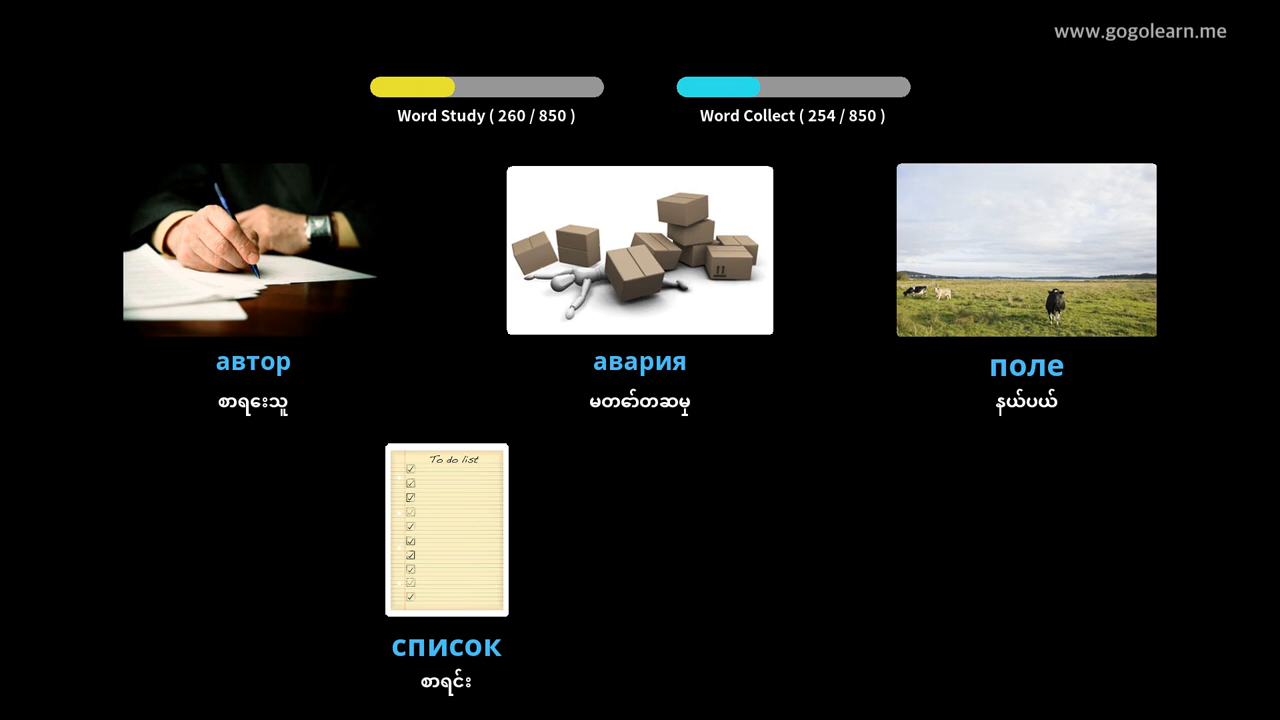 www.gogolearn.me
Word Study ( 260 / 850 )
Word Collect ( 254 / 850 )
автор
авария
поле
စာရေးသူ
မတော်တဆမှု
နယ်ပယ်
To do list
список
စာရင်း